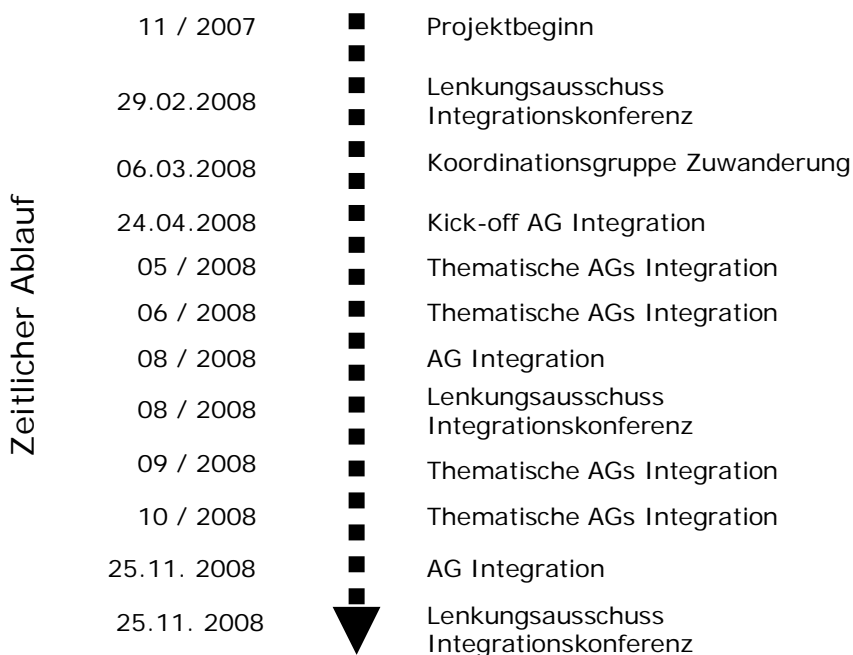 Zeitlicher Ablauf
11 / 2007 Projektbeginn
29.02.2008 Lenkungsausschuss
Integrationskonferenz
06.03.2008 Koordinationsgruppe Zuwanderung
24.04.2008 Kick-off AG Integration
05 / 2008 Thematische AGs Integration
06 / 2008 Thematische AGs Integration
08 / 2008 AG Integration
08 / 2008 Lenkungsausschuss
Integrationskonferenz
09 / 2008 Thematische AGs Integration
10 / 2008 Thematische AGs Integration
25.11. 2008 AG Integration
25.11. 2008 Lenkungsausschuss
Integrationskonferenz